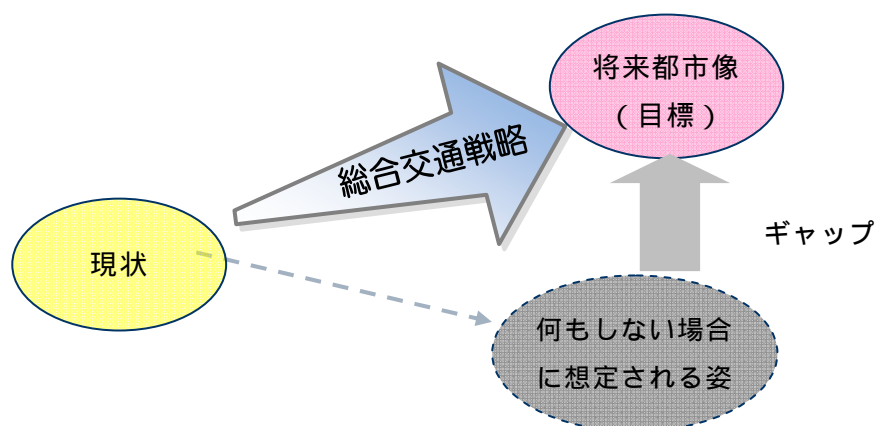 将来都市像
（目標）
総合交通戦略
ギャップ
現状
何もしない場合
に想定される姿